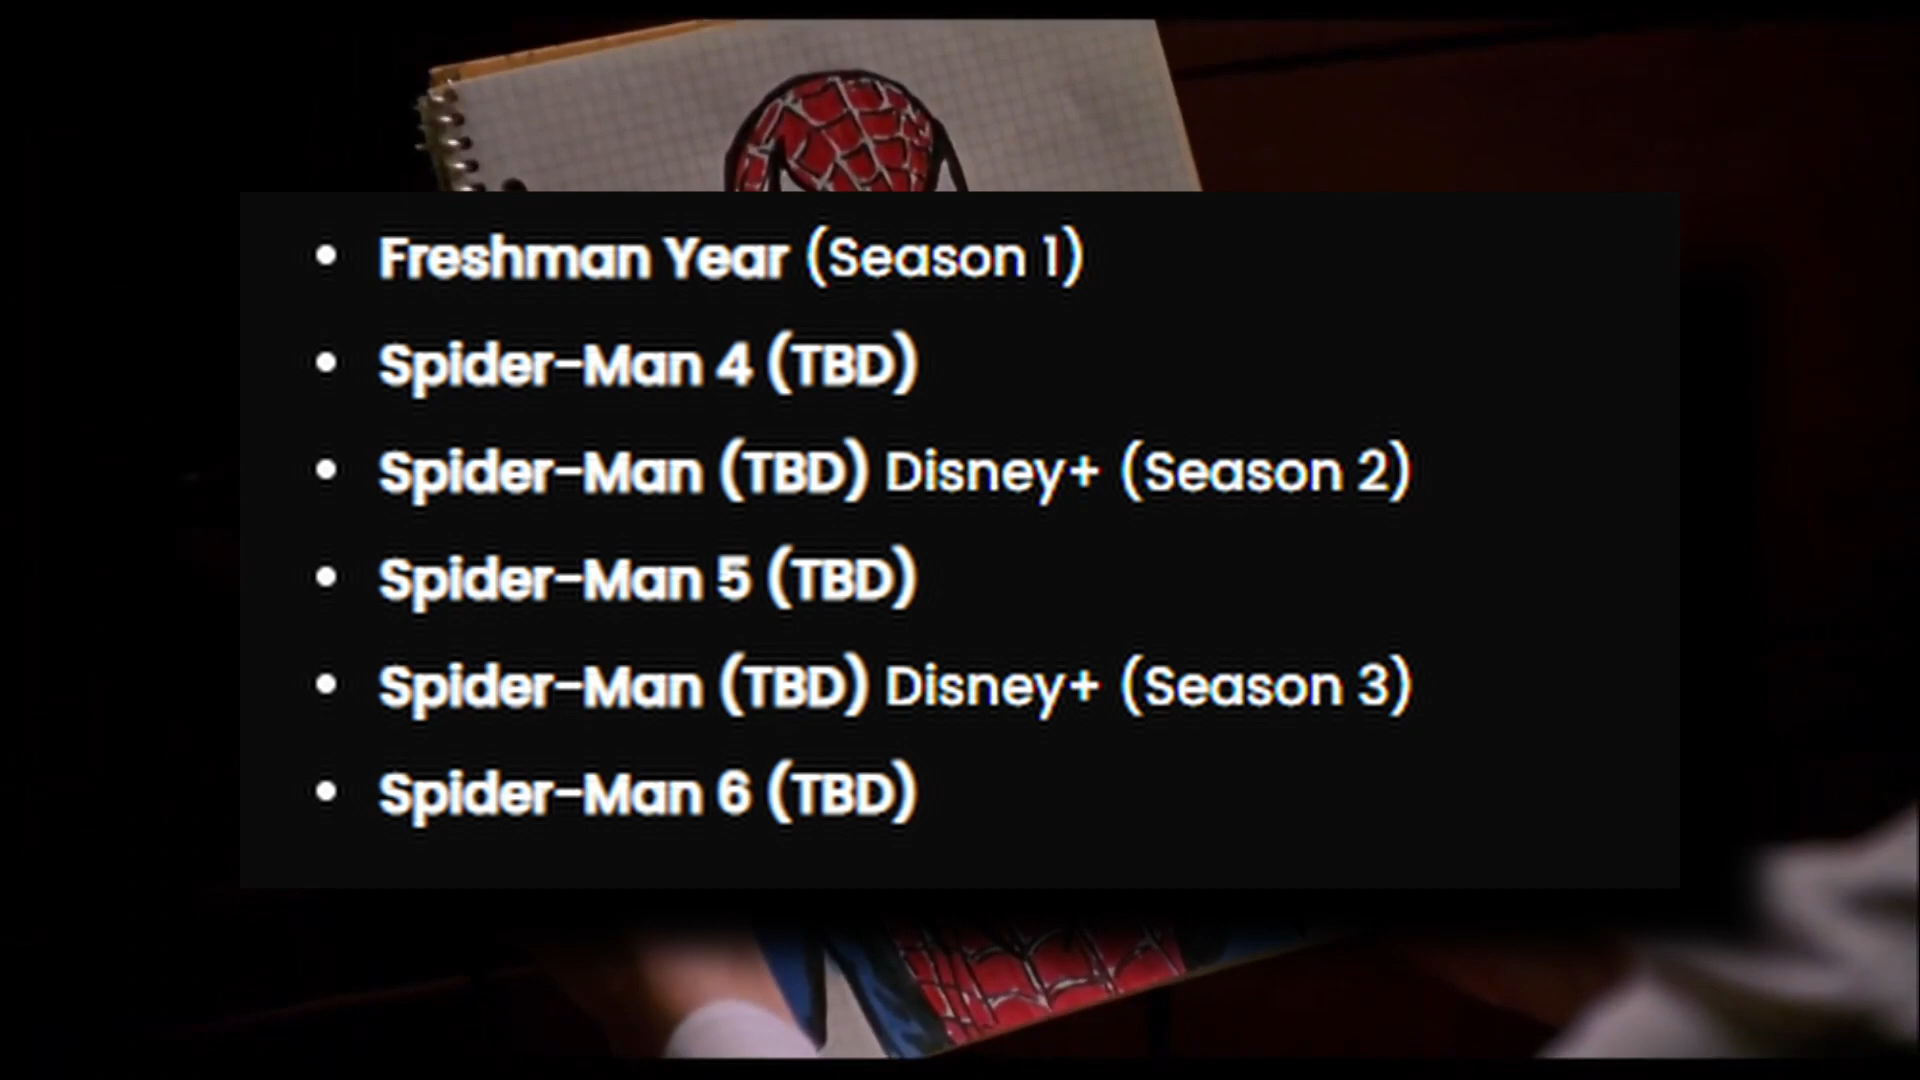 Freshman Year (Season 1)
Spider-Man 4 (TBD)
Spider-Man (TBD) Disney+ (Season 2)
Spider-Man 5 (TBD)
Spider-Man (TBD) Disney+ (Season 3)
Spider-Man 6 (TBD)